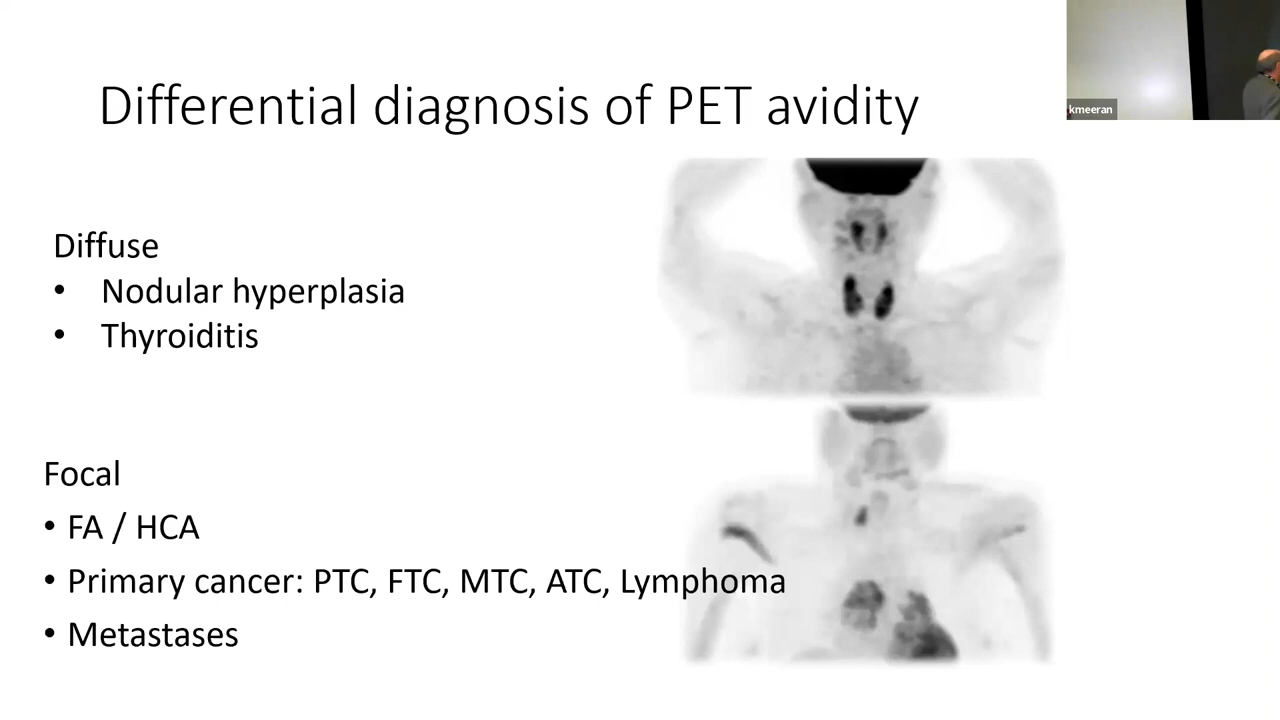 Differential diagnosis of PET avidity
kmeeran
Diffuse
• Nodular hyperplasia
• Thyroiditis
Focal
• FA / HCA
• Primary cancer: PTC, FTC, MTC, ATC, Lymphoma
• Metastases